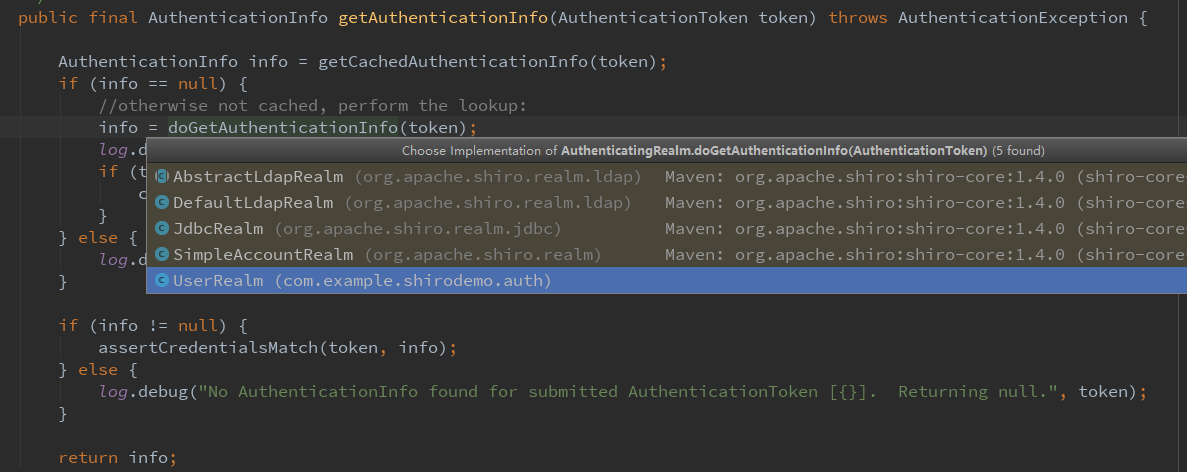 public final AuthenticationInfo getAuthenticationInfo(AuthenticationToken token) throws AuthenticationException {
AuthenticationInfo info = getCachedAuthenticationInfo(token);
if (info == null) {
//otherwise not cached, perform the lookup:
info = doGetAuthenticationInfo(token);
log.d
Choose Implementation of AuthenticatingRealm.doGetAuthenticationInfo(AuthenticationToken) (5 found)
if (t
AbstractLdapRealm (org.apache.shiro.realm.ldap) Maven: org.apache.shiro:shiro-core:1.4.0 (shiro-core
c
DefaultLdapRealm (org.apache.shiro.realm.ldap) Maven: org.apache.shiro:shiro-core:1.4.0 (shiro-core
}
JdbcRealm (org.apache.shiro.realm.jdbc) Maven: org.apache.shiro:shiro-core:1.4.0 (shiro-core
} else {
SimpleAccountRealm (org.apache.shiro.realm) Maven: org.apache.shiro:shiro-core:1.4.0 (shiro-core
log.d
UserRealm (com.example.shirodemo.auth)
}
if (info != null) {
assertCredentialsMatch(token, info);
} else {
log.debug("No AuthenticationInfo found for submitted AuthenticationToken [{}].  Returning null.", token);
}
return info;